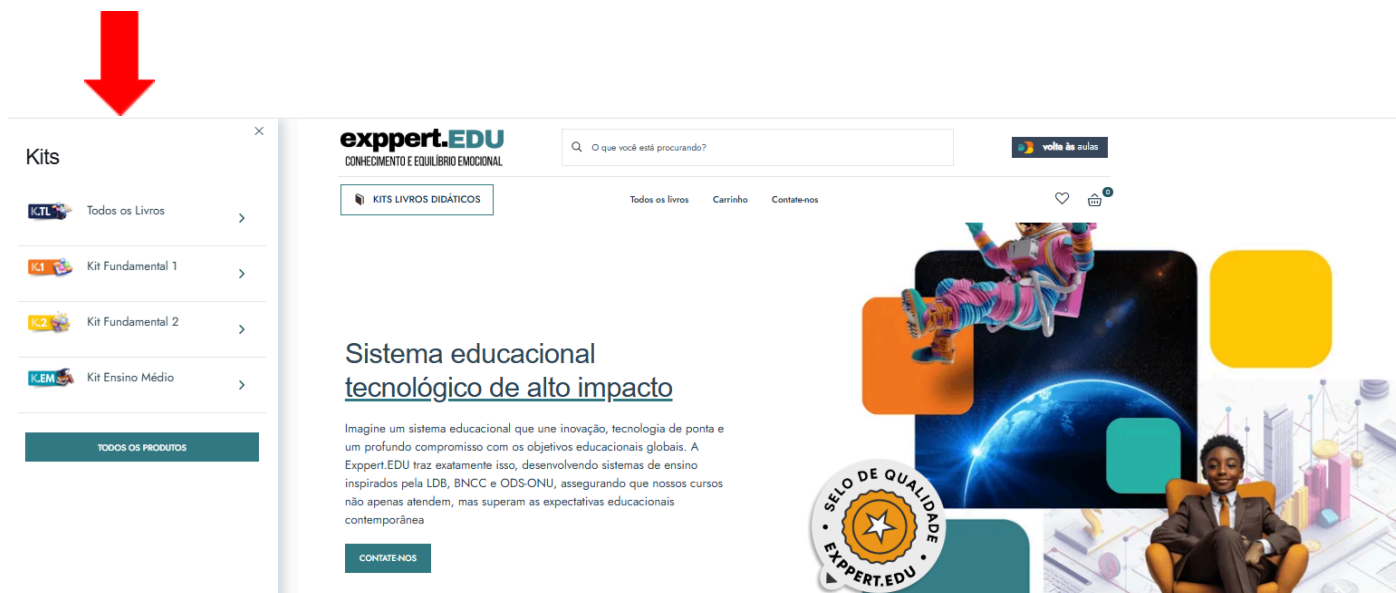 Kits
K.TL Todos os Livros
K.1 Kit Fundamental 1
K.2 Kit Fundamental 2
K.EM Kit Ensino Médio
TODOS OS PRODUTOS
exppert.EDU
CONHECIMENTO E EQUILÍBRIO EMOCIONAL
O que você está procurando?
volta às aulas
KITS LIVROS DIDÁTICOS
Todos os livros
Carrinho
Contate-nos
0
Sistema educacional
tecnológico de alto impacto
Imagine um sistema educacional que une inovação, tecnologia de ponta e
um profundo compromisso com os objetivos educacionais globais. A
Exppert.EDU traz exatamente isso, desenvolvendo sistemas de ensino
inspirados pela LDB, BNCC e ODS-ONU, assegurando que nossos cursos
não apenas atendem, mas superam as expectativas educacionais
contemporânea
CONTATE-NOS
SELO DE QUALIDADE
EXPPERT.EDU